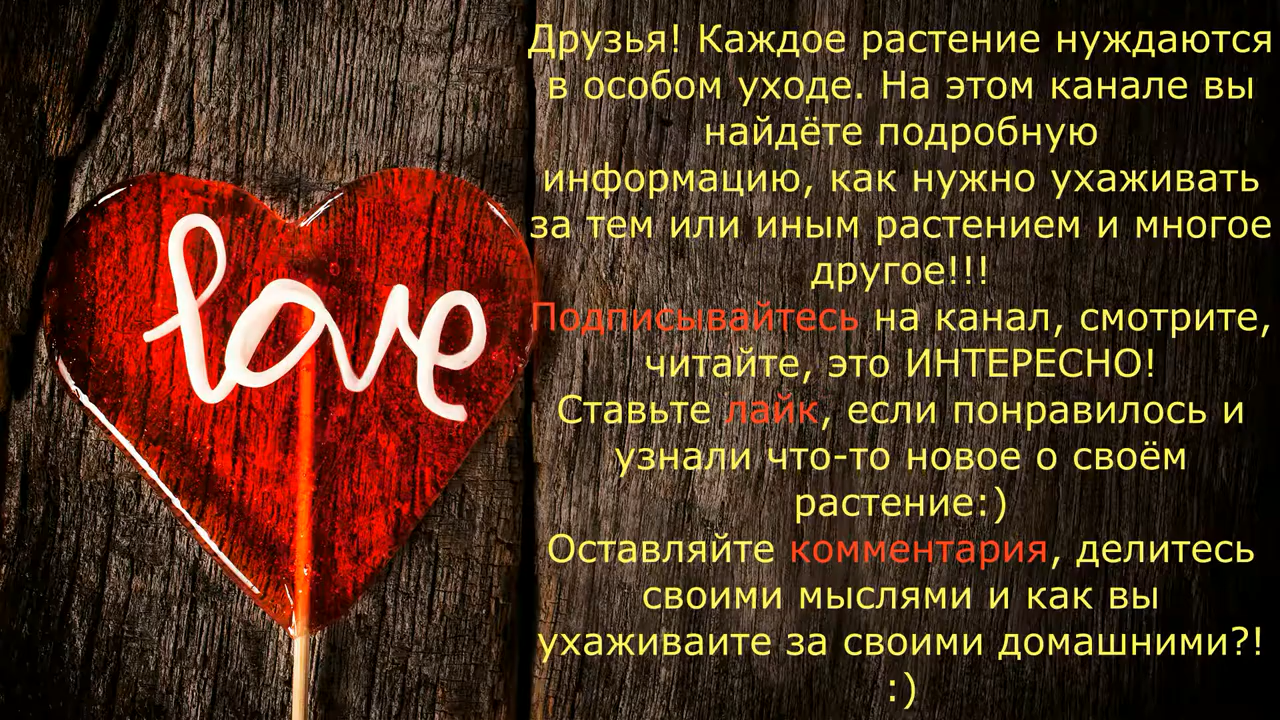 love
Друзья! Каждое растение нуждаются
в особом уходе. На этом канале вы
найдёте подробную
информацию, как нужно ухаживать
за тем или иным растением и многое
другое!!!
Подписывайтесь на канал, смотрите,
читайте, это ИНТЕРЕСНО!
Ставьте лайк, если понравилось и
узнали что-то новое о своём
растение:)
Оставляйте комментария, делитесь
своими мыслями и как вы
ухаживаите за своими домашними?!
:)